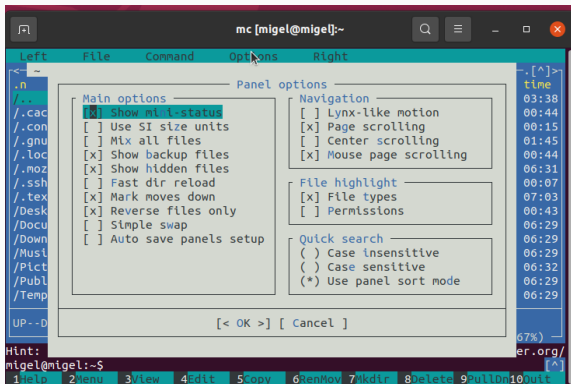 mc [migel@migel]:~
Left File Command Options Right
<- ~ .[^]>
.n time
/.. 03:38
/.cac 00:44
/.con 00:15
/.gnu 01:45
/.loc 00:44
/.moz 06:31
/.ssh 00:07
/.tex 07:03
/Desk 00:43
/Docu 06:29
/Down 06:29
/Musi 06:29
/Pict 06:32
/Publ 06:29
/Temp 06:29
UP--D
67%)
Panel options
Main options
[x] Show mini-status
[ ] Use SI size units
[ ] Mix all files
[x] Show backup files
[x] Show hidden files
[ ] Fast dir reload
[x] Mark moves down
[x] Reverse files only
[ ] Simple swap
[ ] Auto save panels setup
Navigation
[ ] Lynx-like motion
[x] Page scrolling
[ ] Center scrolling
[x] Mouse page scrolling
File highlight
[x] File types
[ ] Permissions
Quick search
( ) Case insensitive
( ) Case sensitive
(*) Use panel sort mode
[< OK >] [ Cancel ]
Hint: er.org/
migel@migel:~$ [^]
1Help 2Menu 3View 4Edit 5Copy 6RenMov 7Mkdir 8Delete 9PullDn 10Quit